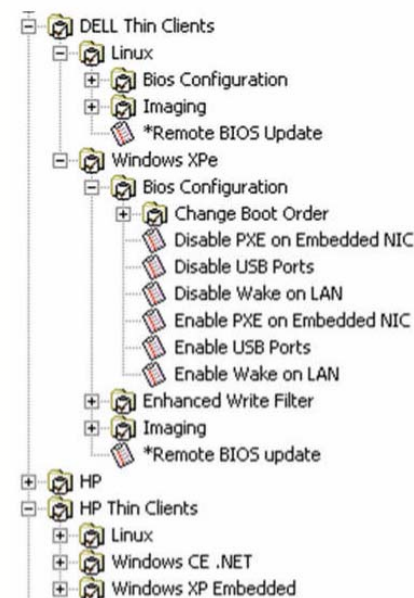 DELL Thin Clients
Linux
Bios Configuration
Imaging
*Remote BIOS Update
Windows XPe
Bios Configuration
Change Boot Order
Disable PXE on Embedded NIC
Disable USB Ports
Disable Wake on LAN
Enable PXE on Embedded NIC
Enable USB Ports
Enable Wake on LAN
Enhanced Write Filter
Imaging
*Remote BIOS update
HP
HP Thin Clients
Linux
Windows CE .NET
Windows XP Embedded